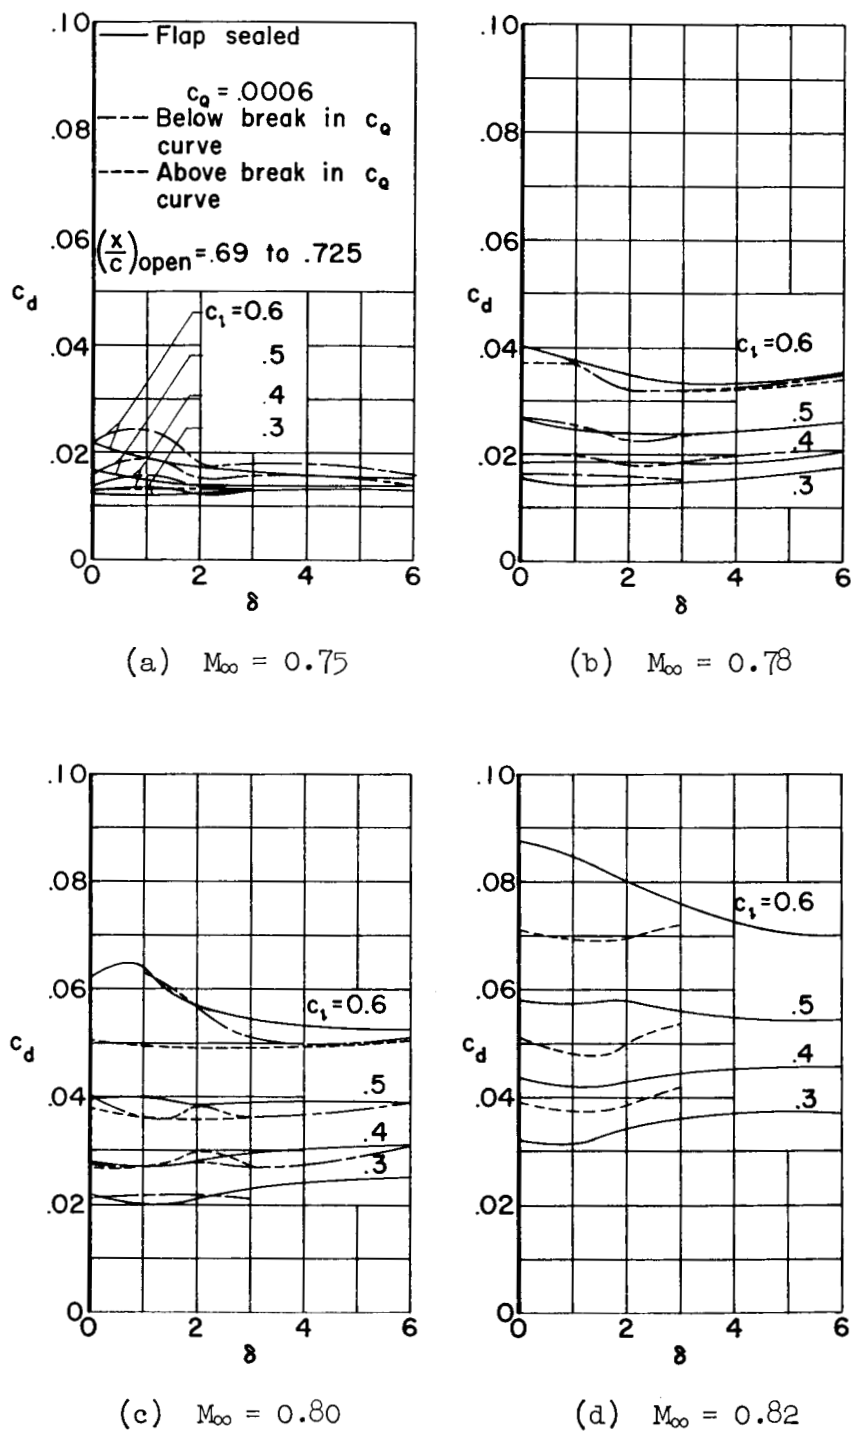 .10
Flap sealed
c_Q = .0006
.08
Below break in c_Q
curve
Above break in c_Q
curve
.06
(x/c)open = .69 to .725
c_d
c_l = 0.6
.04
.5
.4
.3
.02
0
0 2 4 6
δ
(a) M∞ = 0.75
.10
.08
.06
c_d
c_l = 0.6
.04
.5
.4
.02
.3
0
0 2 4 6
δ
(b) M∞ = 0.78
.10
.08
.06
c_l = 0.6
c_d
.5
.04
.4
.3
.02
0
0 2 4 6
δ
(c) M∞ = 0.80
.10
.08
c_l = 0.6
.06
.5
c_d
.4
.04
.3
.02
0
0 2 4 6
δ
(d) M∞ = 0.82